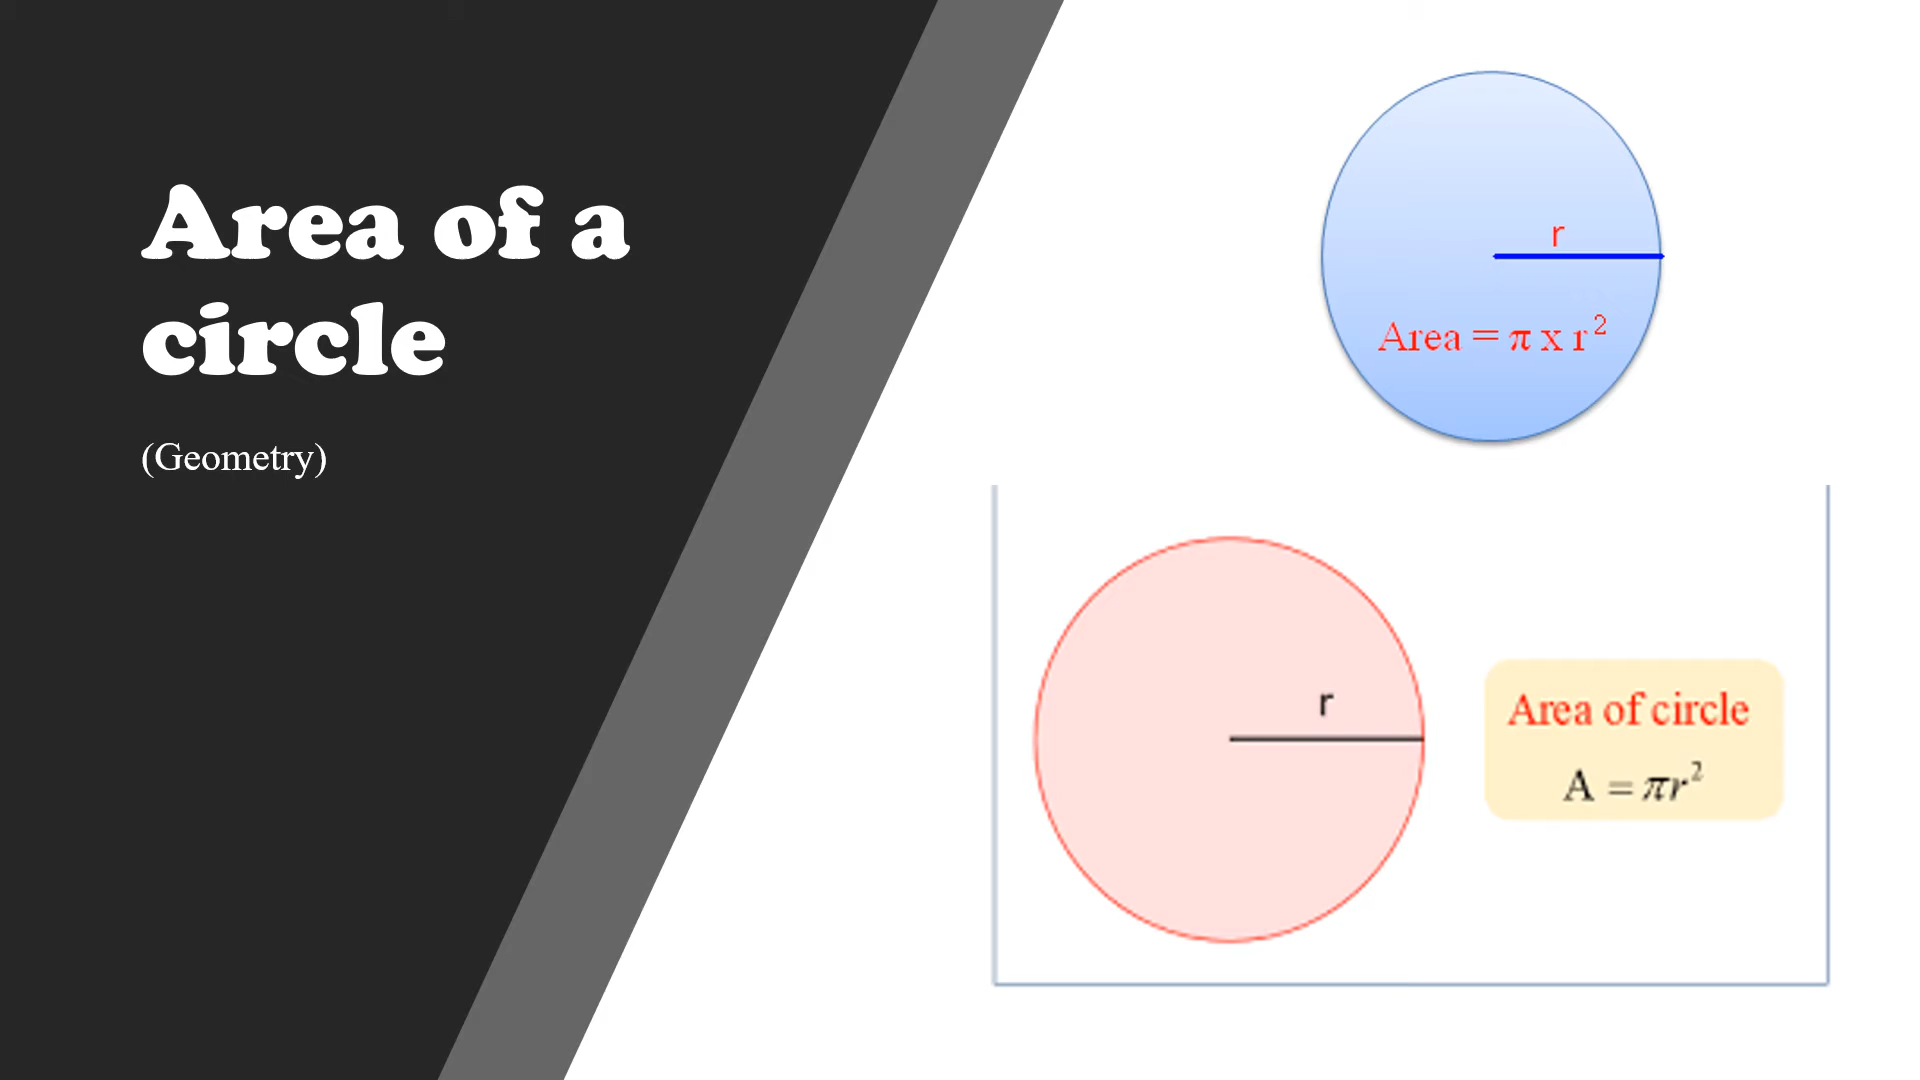 Area of a
circle
(Geometry)
r
Area = π x r²
r
Area of circle
A = πr²